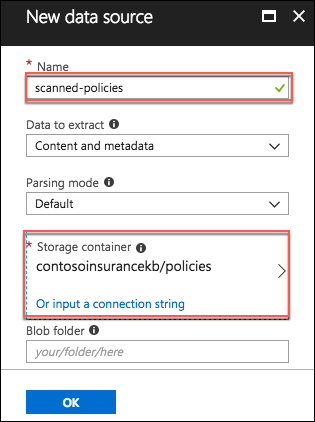 New data source
* Name
scanned-policies
Data to extract
Content and metadata
Parsing mode
Default
* Storage container
contosoinsurancekb/policies
Or input a connection string
Blob folder
your/folder/here
OK